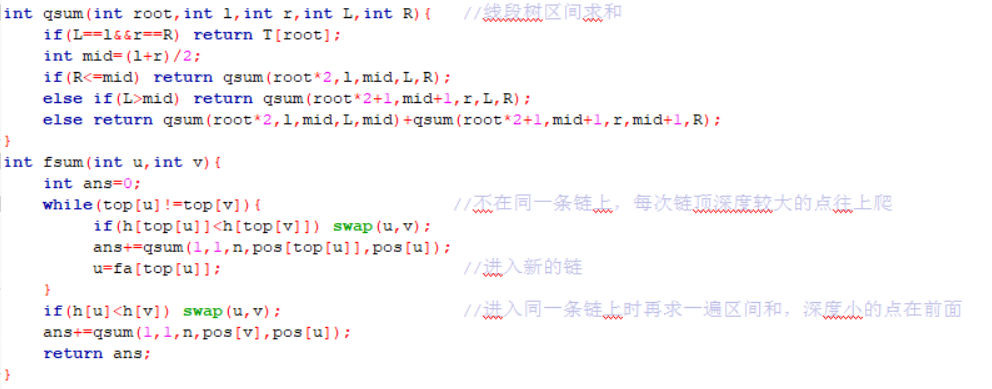 int qsum(int root,int l,int r,int L,int R){ //线段树区间求和
if(L==l&&r==R) return T[root];
int mid=(l+r)/2;
if(R<=mid) return qsum(root*2,l,mid,L,R);
else if(L>mid) return qsum(root*2+1,mid+1,r,L,R);
else return qsum(root*2,l,mid,L,mid)+qsum(root*2+1,mid+1,r,mid+1,R);
}
int fsum(int u,int v){
int ans=0;
while(top[u]!=top[v]){ //不在同一条链上，每次链顶深度较大的点往上爬
if(h[top[u]]<h[top[v]]) swap(u,v);
ans+=qsum(1,1,n,pos[top[u]],pos[u]);
u=fa[top[u]]; //进入新的链
}
if(h[u]<h[v]) swap(u,v); //进入同一条链上时再求一遍区间和，深度小的点在前面
ans+=qsum(1,1,n,pos[v],pos[u]);
return ans;
}